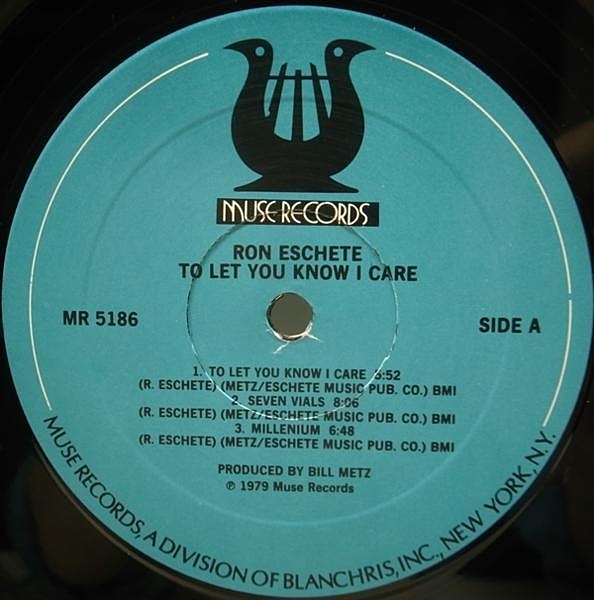 MUSE RECORDS
RON ESCHETE
TO LET YOU KNOW I CARE
MR 5186
SIDE A
1. TO LET YOU KNOW I CARE 5:52
(R. ESCHETE) (METZ/ESCHETE MUSIC PUB. CO.) BMI
2. SEVEN VIALS 8:06
(R. ESCHETE) (METZ/ESCHETE MUSIC PUB. CO.) BMI
3. MILLENIUM 6:48
(R. ESCHETE) (METZ/ESCHETE MUSIC PUB. CO.) BMI
PRODUCED BY BILL METZ
℗ 1979 Muse Records
MUSE RECORDS, A DIVISION OF BLANCHRIS, INC., NEW YORK, N.Y.